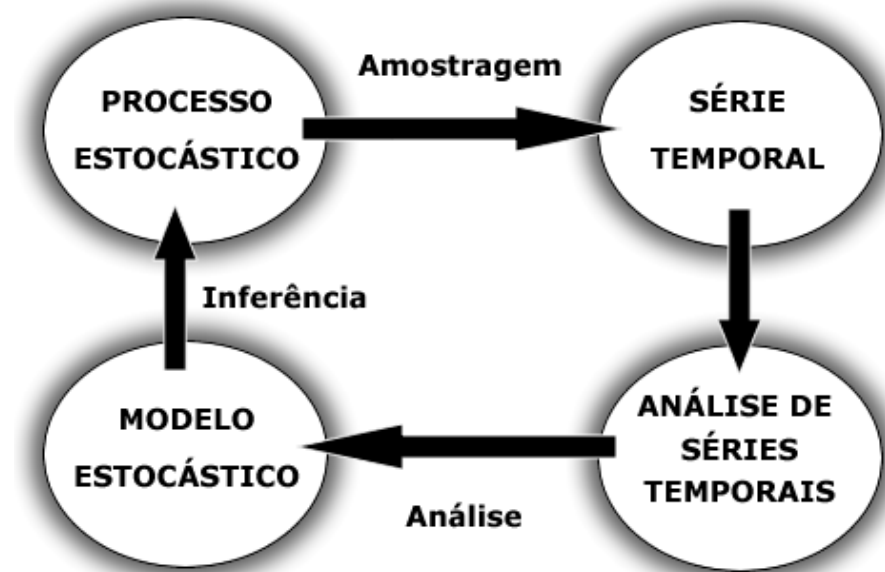 PROCESSO
ESTOCÁSTICO
Amostragem
SÉRIE
TEMPORAL
Inferência
MODELO
ESTOCÁSTICO
Análise
ANÁLISE DE
SÉRIES
TEMPORAIS